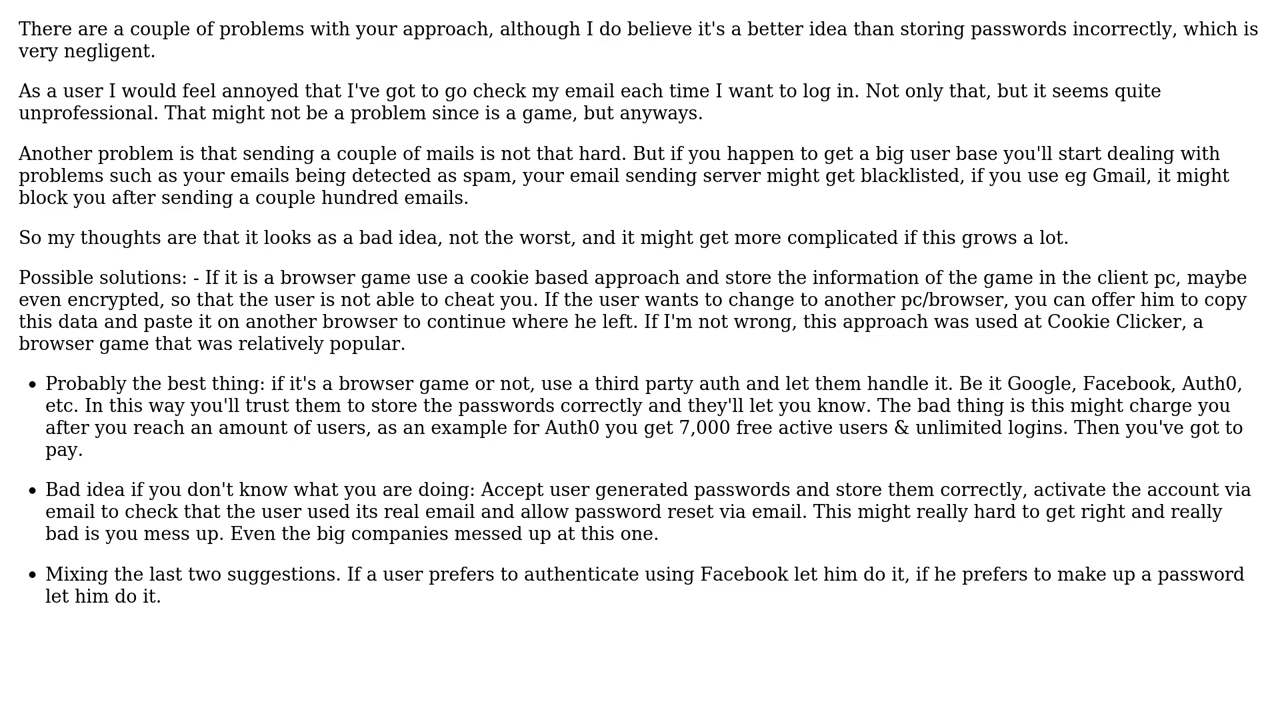 There are a couple of problems with your approach, although I do believe it's a better idea than storing passwords incorrectly, which is
very negligent.
As a user I would feel annoyed that I've got to go check my email each time I want to log in. Not only that, but it seems quite
unprofessional. That might not be a problem since is a game, but anyways.
Another problem is that sending a couple of mails is not that hard. But if you happen to get a big user base you'll start dealing with
problems such as your emails being detected as spam, your email sending server might get blacklisted, if you use eg Gmail, it might
block you after sending a couple hundred emails.
So my thoughts are that it looks as a bad idea, not the worst, and it might get more complicated if this grows a lot.
Possible solutions: - If it is a browser game use a cookie based approach and store the information of the game in the client pc, maybe
even encrypted, so that the user is not able to cheat you. If the user wants to change to another pc/browser, you can offer him to copy
this data and paste it on another browser to continue where he left. If I'm not wrong, this approach was used at Cookie Clicker, a
browser game that was relatively popular.
• Probably the best thing: if it's a browser game or not, use a third party auth and let them handle it. Be it Google, Facebook, Auth0,
etc. In this way you'll trust them to store the passwords correctly and they'll let you know. The bad thing is this might charge you
after you reach an amount of users, as an example for Auth0 you get 7,000 free active users & unlimited logins. Then you've got to
pay.
• Bad idea if you don't know what you are doing: Accept user generated passwords and store them correctly, activate the account via
email to check that the user used its real email and allow password reset via email. This might really hard to get right and really
bad is you mess up. Even the big companies messed up at this one.
• Mixing the last two suggestions. If a user prefers to authenticate using Facebook let him do it, if he prefers to make up a password
let him do it.